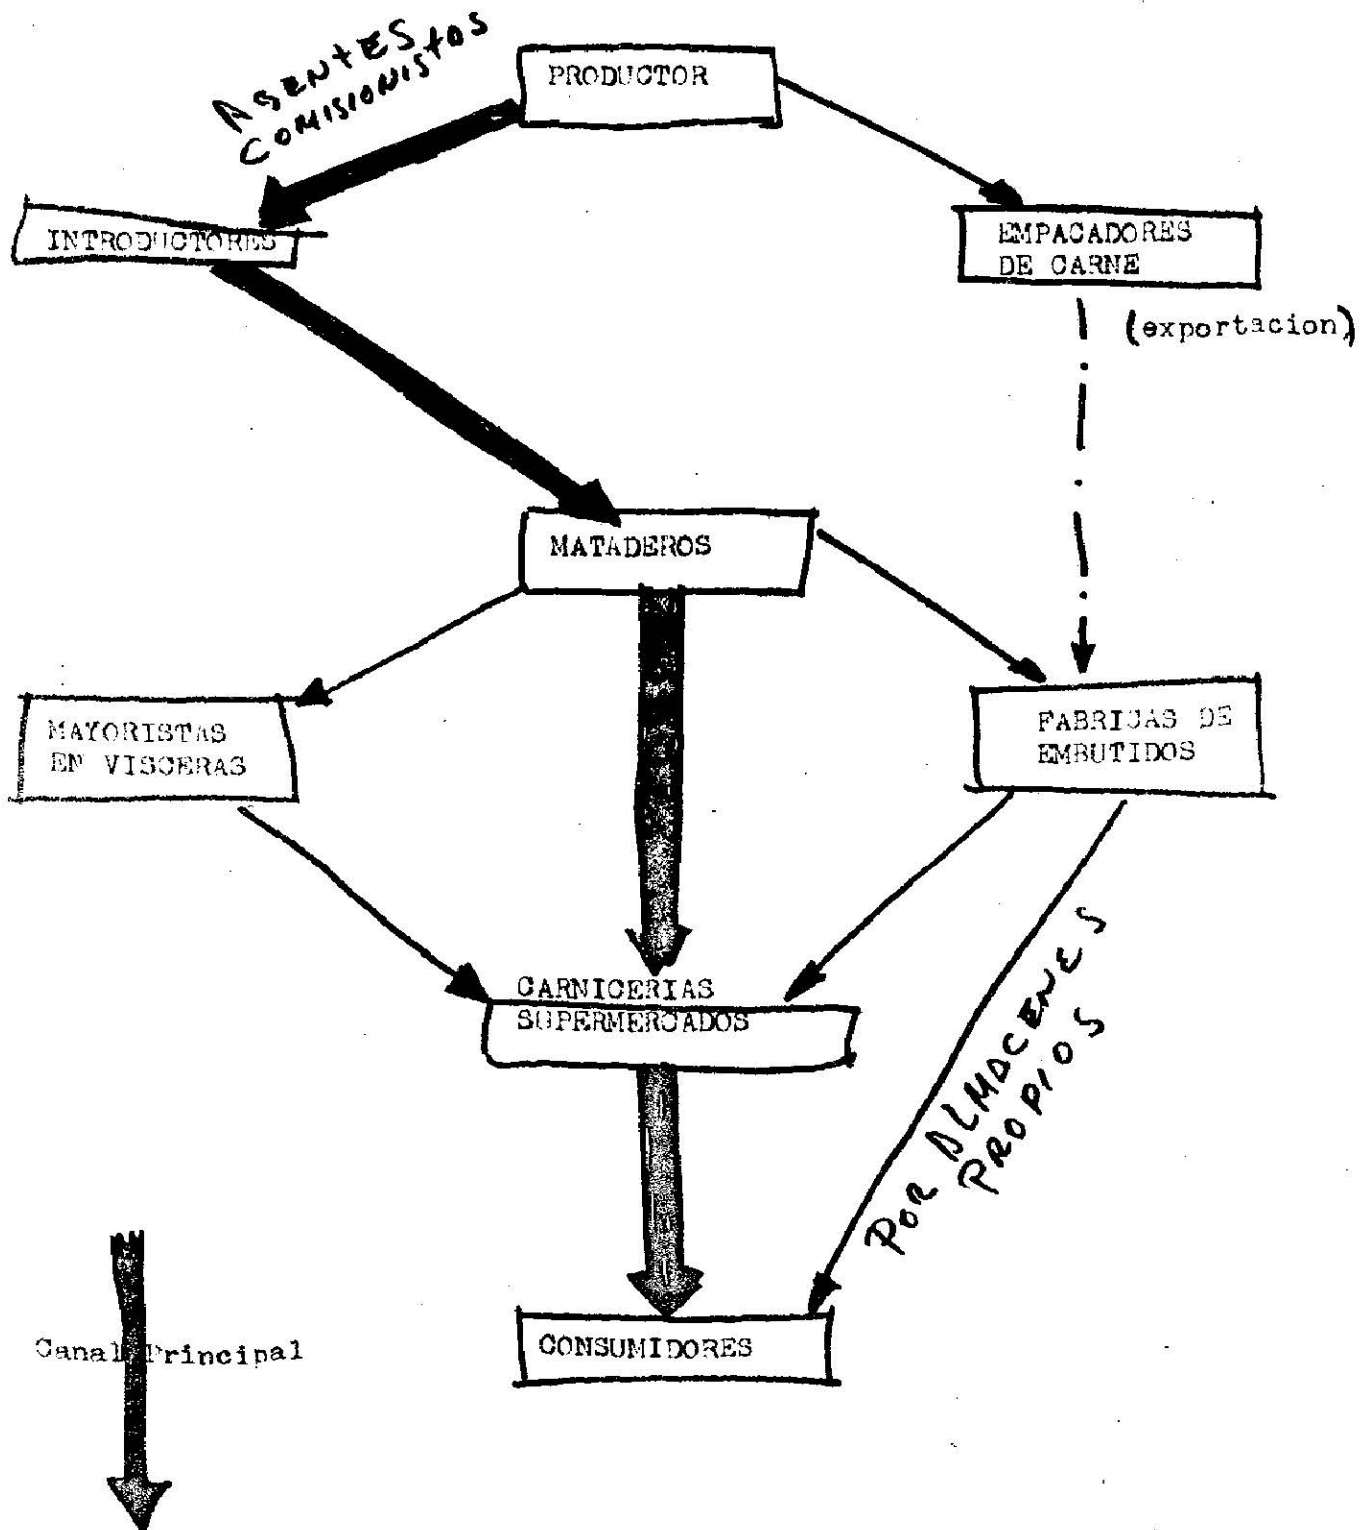 AGENTES
COMISIONISTAS
PRODUCTOR
INTRODUCTORES
EMPACADORES
DE CARNE
(exportacion)
MATADEROS
MAYORISTAS
EN VISCERAS
FABRICAS DE
EMBUTIDOS
CARNICERIAS
SUPERMERCADOS
POR ALMACENES
PROPIOS
Canal Principal
CONSUMIDORES